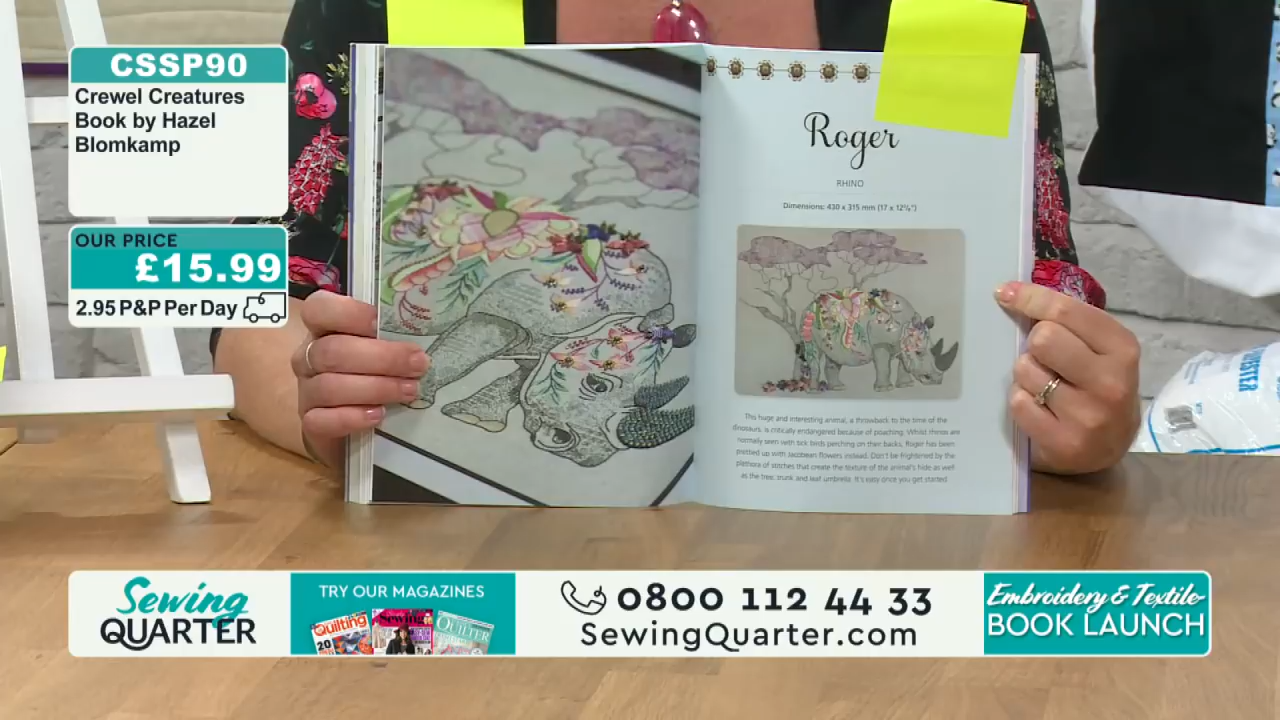 CSSP90
Crewel Creatures
Book by Hazel
Blomkamp
OUR PRICE
£15.99
2.95 P&P Per Day
Roger
RHINO
Dimensions: 430 x 315 mm (17 x 12½")
This huge and interesting animal, a throwback to the time of the
dinosaurs, is critically endangered because of poaching. Whilst rhinos are
normally seen with tick birds perching on their backs, Roger has been
prettied up with Jacobean flowers instead. Don't be frightened by the
plethora of stitches that create the texture of the animal's hide as well
as the tree, trunk and leaf umbrella. It's easy once you get started
Sewing
QUARTER
TRY OUR MAGAZINES
Quilting
20
Sewing
QUILTER
0800 112 44 33
SewingQuarter.com
Embroidery & Textile
BOOK LAUNCH